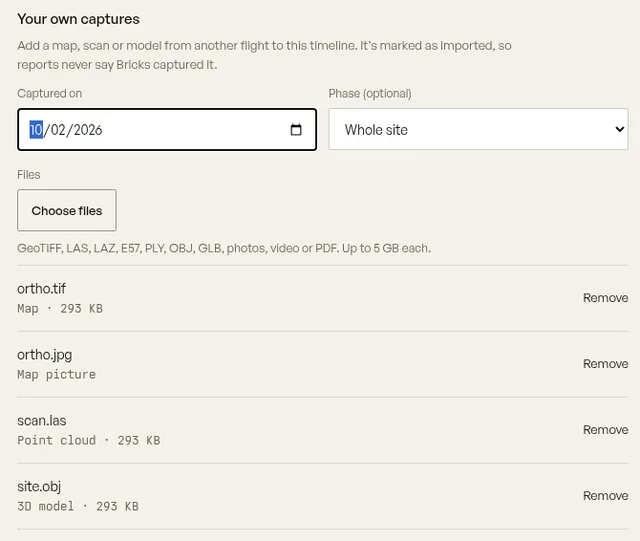 Your own captures
Add a map, scan or model from another flight to this timeline. It's marked as imported, so
reports never say Bricks captured it.
Captured on
Phase (optional)
10/02/2026
Whole site
Files
Choose files
GeoTIFF, LAS, LAZ, E57, PLY, OBJ, GLB, photos, video or PDF. Up to 5 GB each.
ortho.tif
Map · 293 KB
Remove
ortho.jpg
Map picture
Remove
scan.las
Point cloud · 293 KB
Remove
site.obj
3D model · 293 KB
Remove